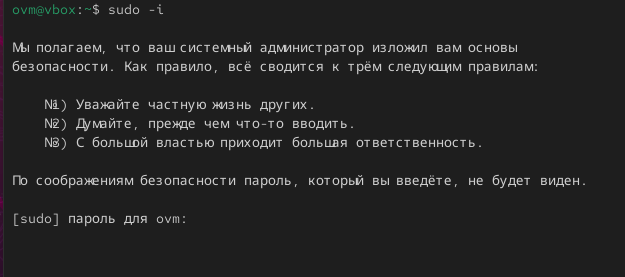 ovm@vbox:~$ sudo -i
Мы полагаем, что ваш системный администратор изложил вам основы
безопасности. Как правило, всё сводится к трём следующим правилам:
№1) Уважайте частную жизнь других.
№2) Думайте, прежде чем что-то вводить.
№3) С большой властью приходит большая ответственность.
По соображениям безопасности пароль, который вы введёте, не будет виден.
[sudo] пароль для ovm: